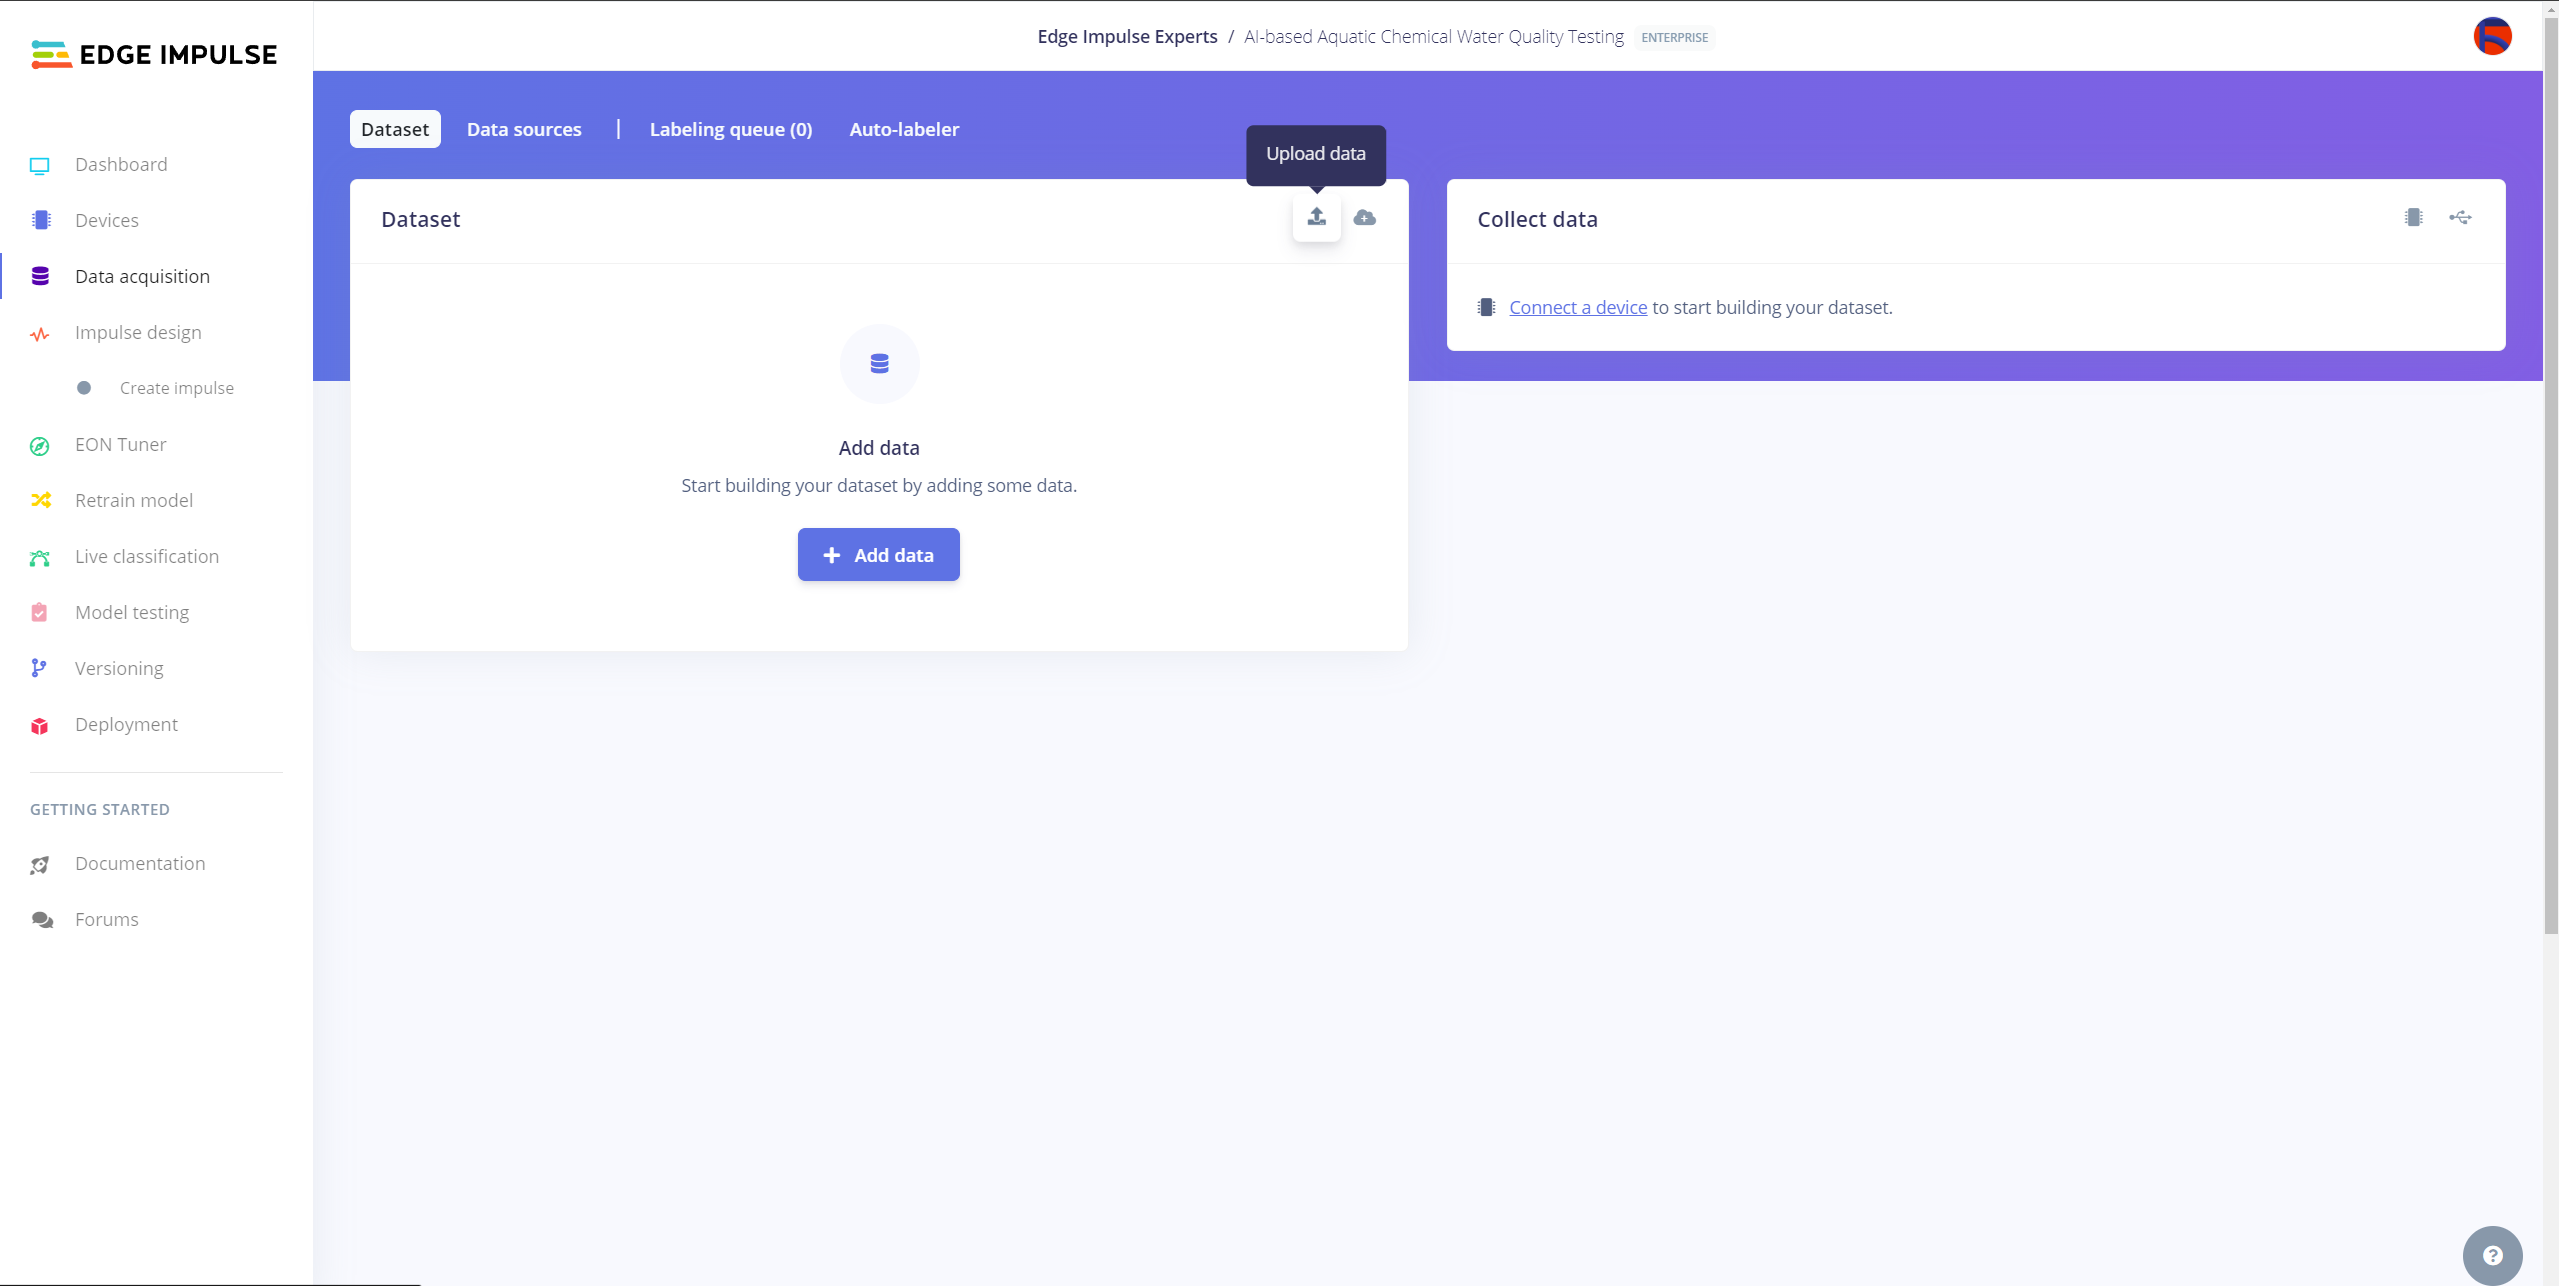 EDGE IMPULSE
Edge Impulse Experts / AI-based Aquatic Chemical Water Quality Testing ENTERPRISE
Dashboard
Devices
Data acquisition
Impulse design
Create impulse
EON Tuner
Retrain model
Live classification
Model testing
Versioning
Deployment
GETTING STARTED
Documentation
Forums
Dataset Data sources | Labeling queue (0) Auto-labeler
Upload data
Dataset
Add data
Start building your dataset by adding some data.
+ Add data
Collect data
Connect a device to start building your dataset.
?